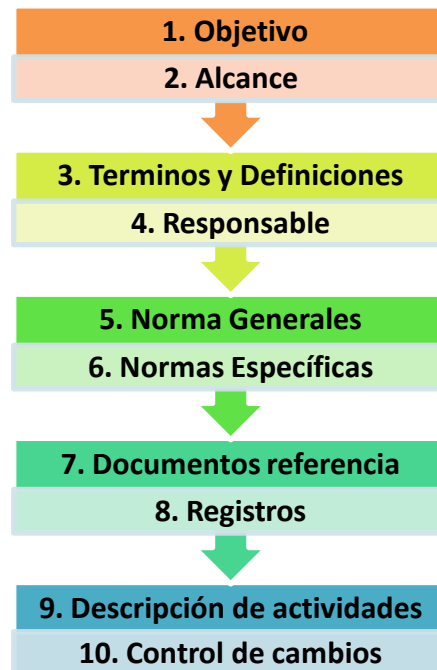 1. Objetivo
2. Alcance
3. Terminos y Definiciones
4. Responsable
5. Norma Generales
6. Normas Específicas
7. Documentos referencia
8. Registros
9. Descripción de actividades
10. Control de cambios